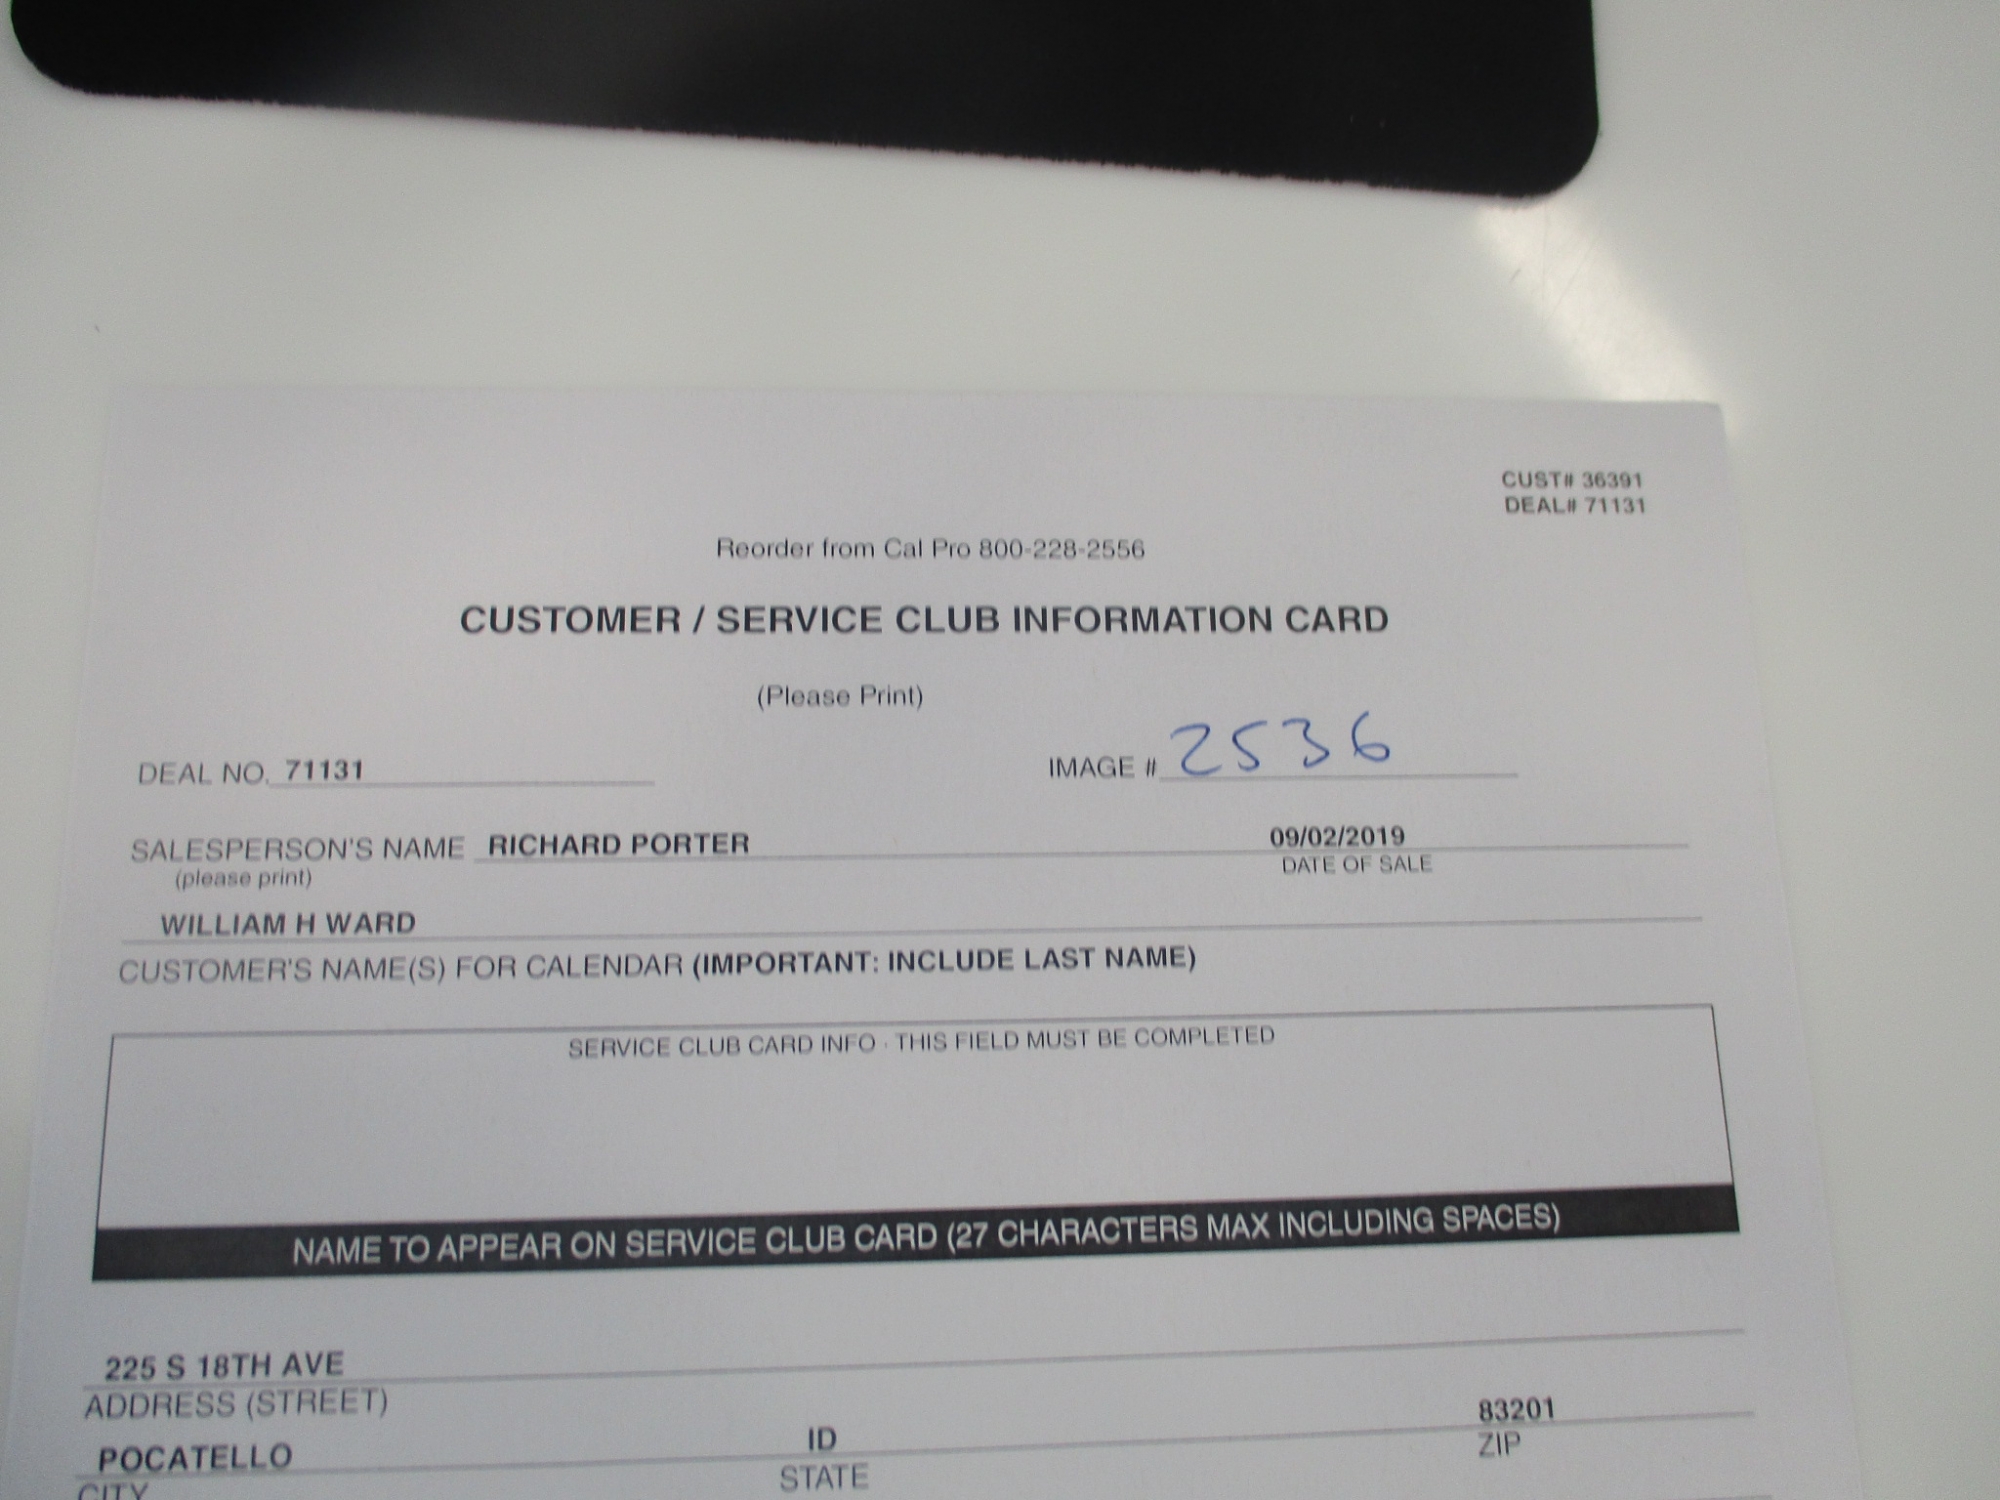 CUST# 36391
DEAL# 71131
Reorder from Cal Pro 800-228-2556
CUSTOMER / SERVICE CLUB INFORMATION CARD
(Please Print)
DEAL NO. 71131 IMAGE # 2536
SALESPERSON'S NAME RICHARD PORTER 09/02/2019
(please print) DATE OF SALE
WILLIAM H WARD
CUSTOMER'S NAME(S) FOR CALENDAR (IMPORTANT: INCLUDE LAST NAME)
SERVICE CLUB CARD INFO - THIS FIELD MUST BE COMPLETED
NAME TO APPEAR ON SERVICE CLUB CARD (27 CHARACTERS MAX INCLUDING SPACES)
225 S 18TH AVE
ADDRESS (STREET)
POCATELLO ID 83201
CITY STATE ZIP